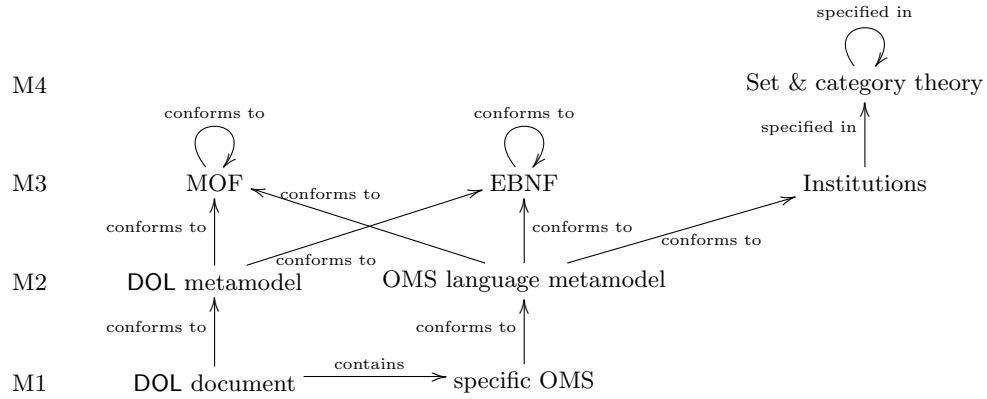 specified in
M4
Set & category theory
conforms to
conforms to
specified in
M3
MOF
EBNF
Institutions
conforms to
conforms to
conforms to
conforms to
conforms to
conforms to
M2
DOL metamodel
OMS language metamodel
conforms to
conforms to
contains
M1
DOL document
specific OMS